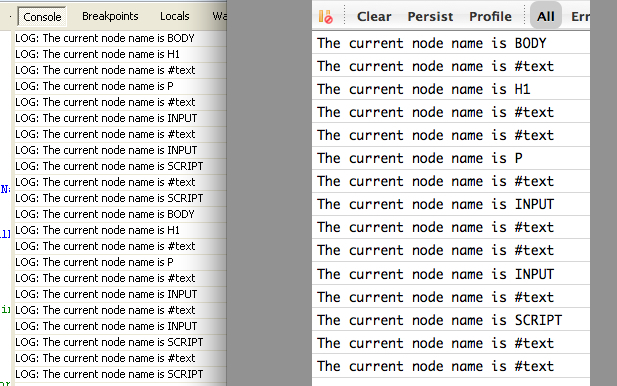 Console Breakpoints Locals Wa
LOG: The current node name is BODY
LOG: The current node name is H1
LOG: The current node name is #text
LOG: The current node name is P
LOG: The current node name is #text
LOG: The current node name is INPUT
LOG: The current node name is #text
LOG: The current node name is INPUT
LOG: The current node name is SCRIPT
LOG: The current node name is #text
LOG: The current node name is SCRIPT
LOG: The current node name is BODY
LOG: The current node name is H1
LOG: The current node name is #text
LOG: The current node name is P
LOG: The current node name is #text
LOG: The current node name is INPUT
LOG: The current node name is #text
LOG: The current node name is INPUT
LOG: The current node name is SCRIPT
LOG: The current node name is #text
LOG: The current node name is SCRIPT
Clear Persist Profile All Err
The current node name is BODY
The current node name is #text
The current node name is H1
The current node name is #text
The current node name is #text
The current node name is P
The current node name is #text
The current node name is INPUT
The current node name is #text
The current node name is #text
The current node name is INPUT
The current node name is #text
The current node name is SCRIPT
The current node name is #text
The current node name is #text